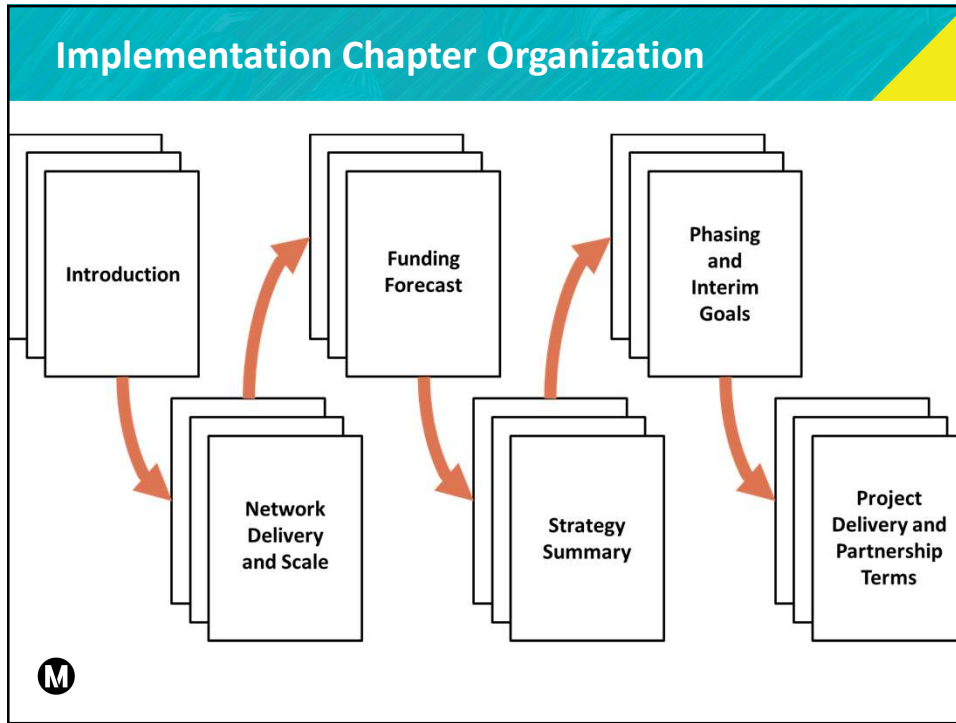 Implementation Chapter Organization
Introduction
Network
Delivery
and Scale
Funding
Forecast
Strategy
Summary
Phasing
and
Interim
Goals
Project
Delivery and
Partnership
Terms
M